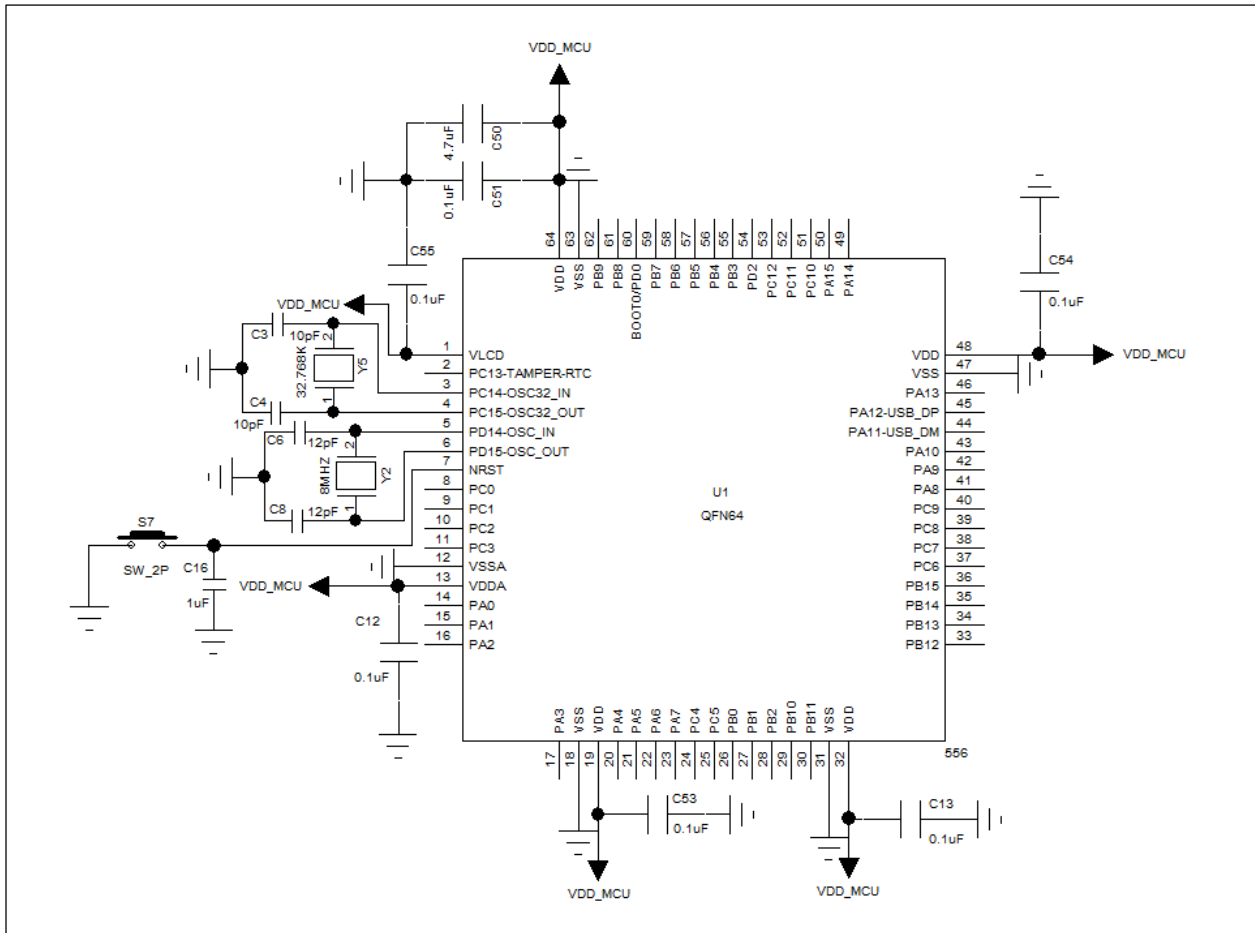 VDD_MCU
4.7uF
C50
0.1uF
C51
C55
0.1uF
64
63
62
61
60
59
58
57
56
55
54
53
52
51
50
49
VDD
VSS
PB9
PB8
BOOT0/PD0
PB7
PB6
PB5
PB4
PB3
PD2
PC12
PC11
PC10
PA15
PA14
C54
0.1uF
VDD_MCU
VDD_MCU
C3
10pF
2
32.768K
Y5
1
C4
10pF
C6
12pF
2
8MHZ
Y2
1
C8
12pF
S7
SW_2P
C16
1uF
VDD_MCU
C12
0.1uF
1 VLCD
2 PC13-TAMPER-RTC
3 PC14-OSC32_IN
4 PC15-OSC32_OUT
5 PD14-OSC_IN
6 PD15-OSC_OUT
7 NRST
8 PC0
9 PC1
10 PC2
11 PC3
12 VSSA
13 VDDA
14 PA0
15 PA1
16 PA2
U1
QFN64
VDD 48
VSS 47
PA13 46
PA12-USB_DP 45
PA11-USB_DM 44
PA10 43
PA9 42
PA8 41
PC9 40
PC8 39
PC7 38
PC6 37
PB15 36
PB14 35
PB13 34
PB12 33
PA3
VSS
VDD
PA4
PA5
PA6
PA7
PC4
PC5
PB0
PB1
PB2
PB10
PB11
VSS
VDD
17
18
19
20
21
22
23
24
25
26
27
28
29
30
31
32
556
C53
0.1uF
C13
0.1uF
VDD_MCU
VDD_MCU